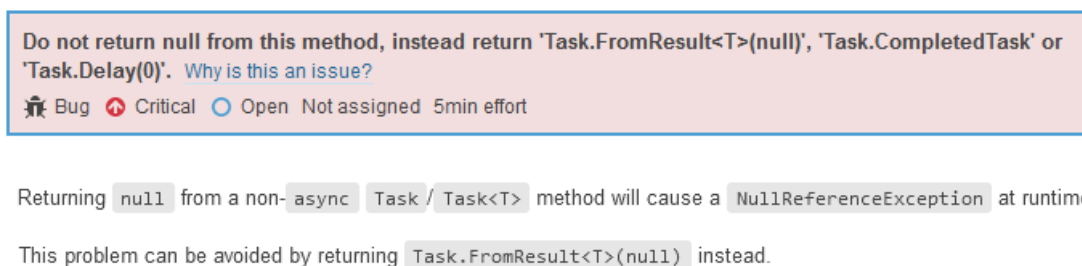 Do not return null from this method, instead return 'Task.FromResult<T>(null)', 'Task.CompletedTask' or
'Task.Delay(0)'. Why is this an issue?
Bug Critical Open Not assigned 5min effort
Returning null from a non- async Task / Task<T> method will cause a NullReferenceException at runtime
This problem can be avoided by returning Task.FromResult<T>(null) instead.